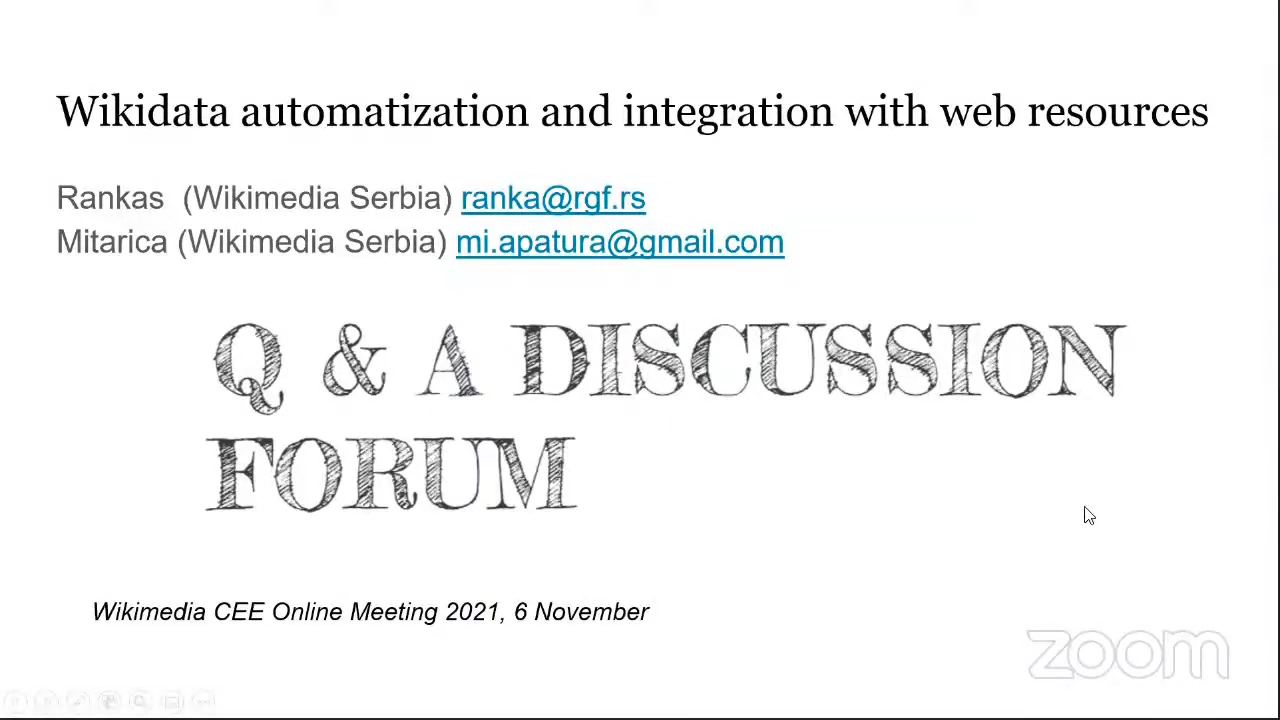 Wikidata automatization and integration with web resources
Rankas (Wikimedia Serbia) ranka@rgf.rs
Mitarica (Wikimedia Serbia) mi.apatura@gmail.com
Q & A DISCUSSION
FORUM
Wikimedia CEE Online Meeting 2021, 6 November
zoom